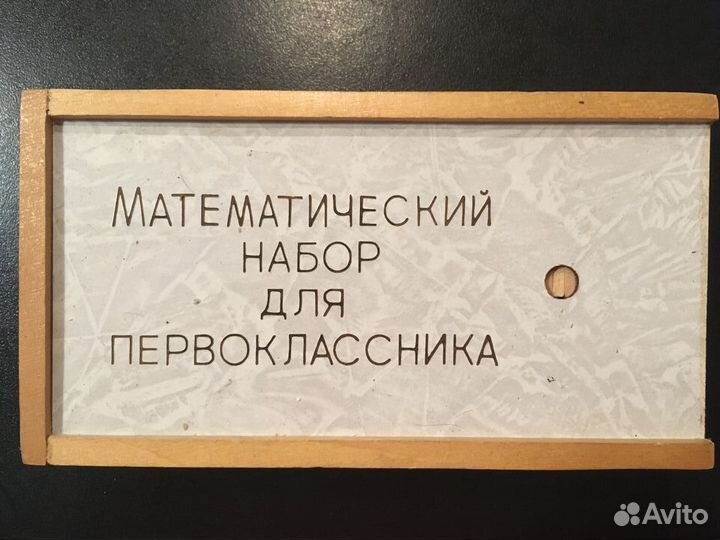 Математический
набор
для
первоклассника
Avito